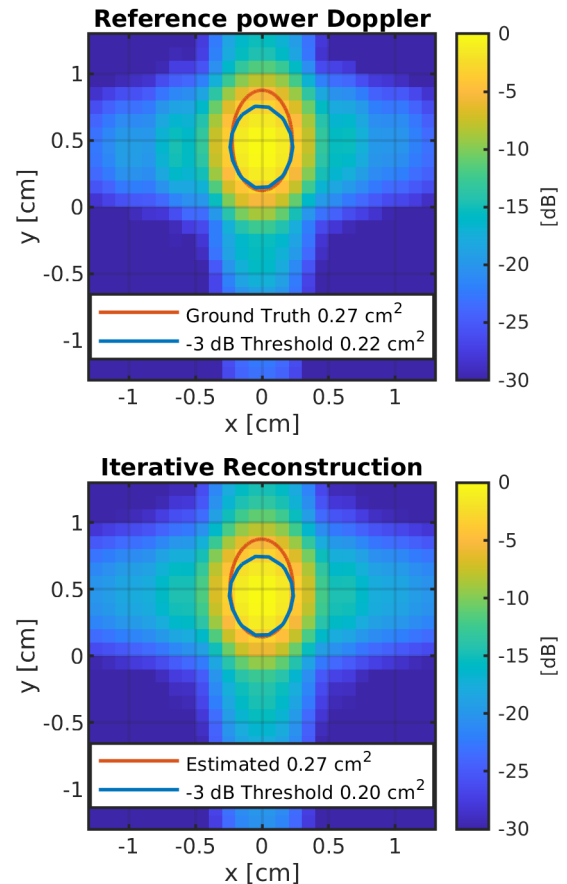 Reference power Doppler
1
0.5
0
-0.5
-1
y [cm]
Ground Truth 0.27 cm²
-3 dB Threshold 0.22 cm²
-1
-0.5
0
0.5
1
x [cm]
0
-5
-10
-15
-20
-25
-30
[dB]
Iterative Reconstruction
1
0.5
0
-0.5
-1
y [cm]
Estimated 0.27 cm²
-3 dB Threshold 0.20 cm²
-1
-0.5
0
0.5
1
x [cm]
0
-5
-10
-15
-20
-25
-30
[dB]